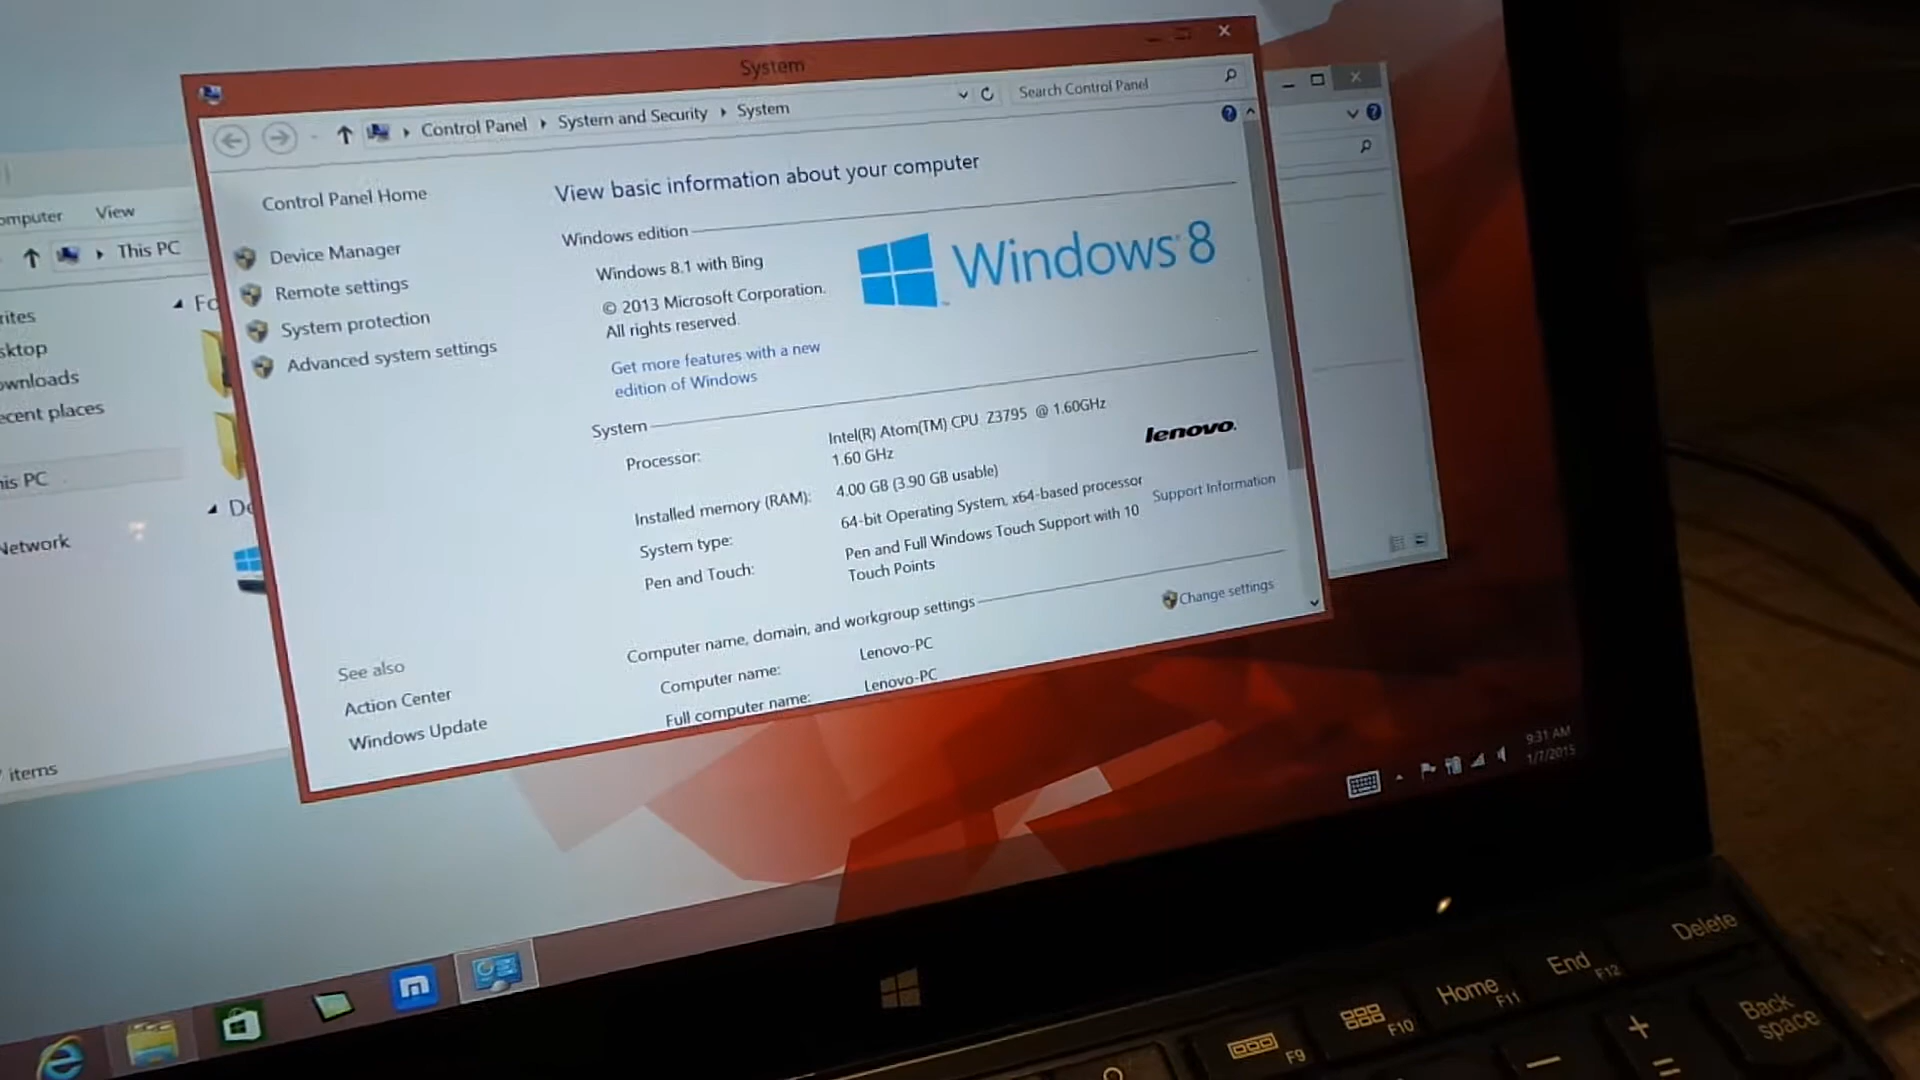 System
Control Panel System and Security System
Search Control Panel
View
This PC
Control Panel Home
Device Manager
Remote settings
System protection
Advanced system settings
See also
Action Center
Windows Update
View basic information about your computer
Windows edition
Windows 8.1 with Bing
© 2013 Microsoft Corporation.
All rights reserved.
Get more features with a new
edition of Windows
Windows 8
System
Processor: Intel(R) Atom(TM) CPU Z3795 @ 1.60GHz
1.60 GHz
Installed memory (RAM): 4.00 GB (3.90 GB usable)
System type: 64-bit Operating System, x64-based processor
Pen and Touch: Pen and Full Windows Touch Support with 10
Touch Points
lenovo
Support Information
Computer name, domain, and workgroup settings
Change settings
Computer name: Lenovo-PC
Full computer name: Lenovo-PC
Network
items
9:31 AM
1/7/2015
Delete
End F12
Home F11
F10
F9
Back
space
+
=